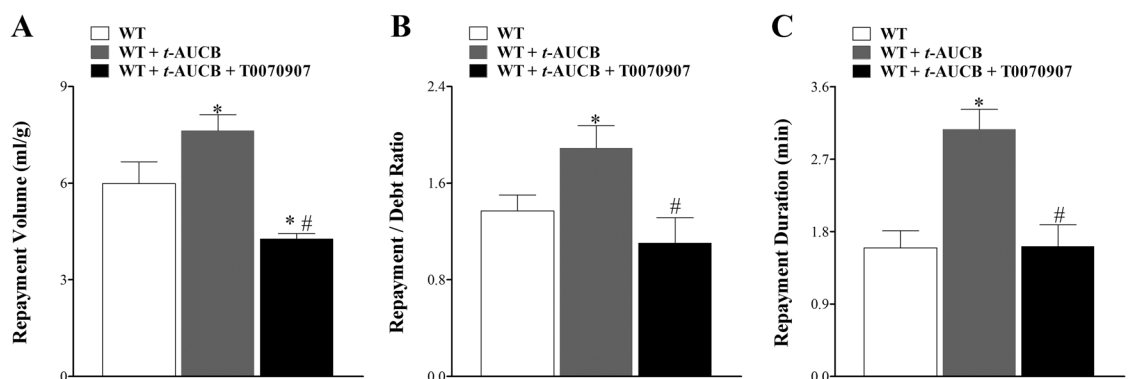 A
WT
WT + t-AUCB
WT + t-AUCB + T0070907
Repayment Volume (ml/g)
9
6
3
0
*
* #
B
WT
WT + t-AUCB
WT + t-AUCB + T0070907
Repayment / Debt Ratio
2.4
1.6
0.8
0.0
*
#
C
WT
WT + t-AUCB
WT + t-AUCB + T0070907
Repayment Duration (min)
3.6
2.7
1.8
0.9
0.0
*
#